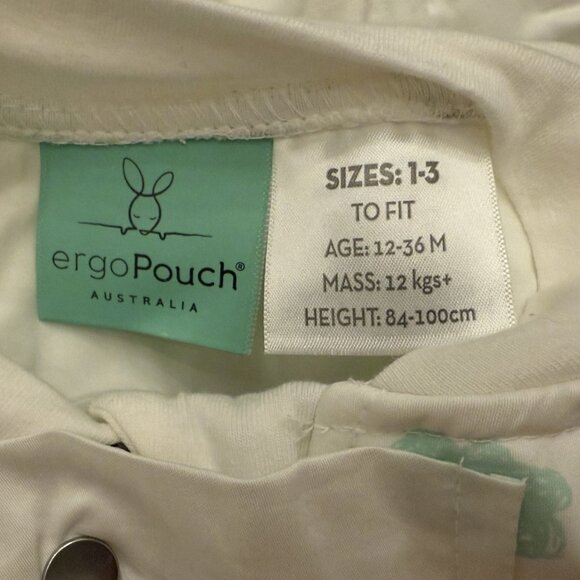 ergoPouch®
AUSTRALIA
SIZES: 1-3
TO FIT
AGE: 12-36 M
MASS: 12 kgs+
HEIGHT: 84-100cm